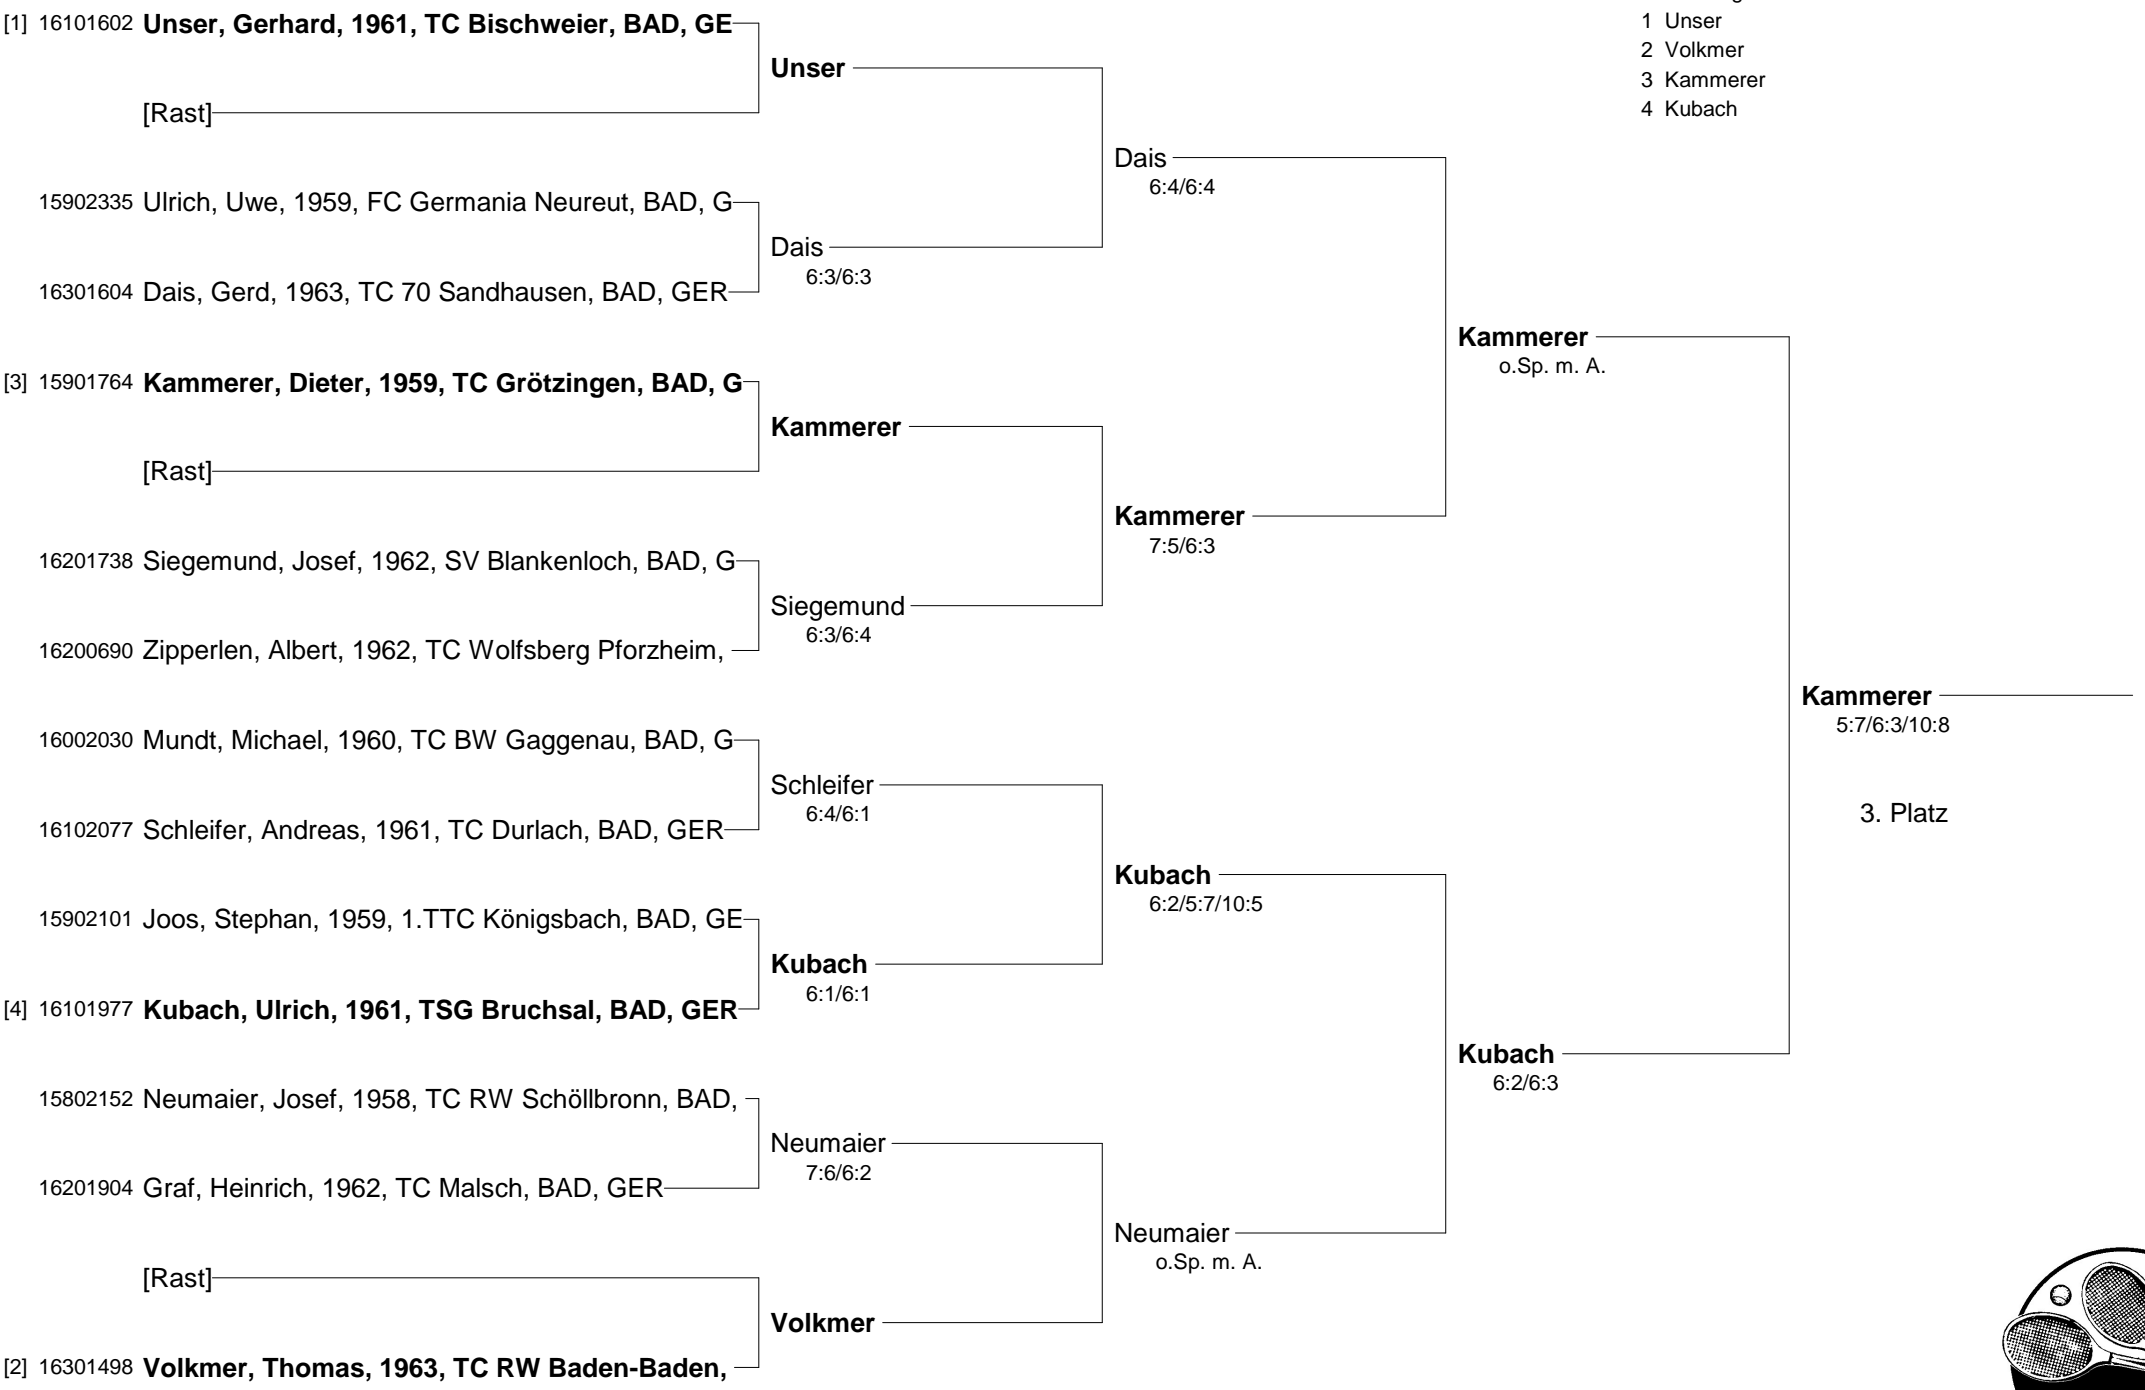 [1] 16101602 Unser, Gerhard, 1961, TC Bischweier, BAD, GE
1 Unser
2 Volkmer
3 Kammerer
4 Kubach
Unser
[Rast]
Dais
6:4/6:4
15902335 Ulrich, Uwe, 1959, FC Germania Neureut, BAD, G
Dais
6:3/6:3
16301604 Dais, Gerd, 1963, TC 70 Sandhausen, BAD, GER
Kammerer
o.Sp. m. A.
[3] 15901764 Kammerer, Dieter, 1959, TC Grötzingen, BAD, G
Kammerer
[Rast]
Kammerer
7:5/6:3
16201738 Siegemund, Josef, 1962, SV Blankenloch, BAD, G
Siegemund
6:3/6:4
16200690 Zipperlen, Albert, 1962, TC Wolfsberg Pforzheim,
Kammerer
5:7/6:3/10:8
16002030 Mundt, Michael, 1960, TC BW Gaggenau, BAD, G
Schleifer
6:4/6:1
3. Platz
16102077 Schleifer, Andreas, 1961, TC Durlach, BAD, GER
Kubach
6:2/5:7/10:5
15902101 Joos, Stephan, 1959, 1.TTC Königsbach, BAD, GE
Kubach
6:1/6:1
[4] 16101977 Kubach, Ulrich, 1961, TSG Bruchsal, BAD, GER
Kubach
6:2/6:3
15802152 Neumaier, Josef, 1958, TC RW Schöllbronn, BAD,
Neumaier
7:6/6:2
16201904 Graf, Heinrich, 1962, TC Malsch, BAD, GER
Neumaier
o.Sp. m. A.
[Rast]
Volkmer
[2] 16301498 Volkmer, Thomas, 1963, TC RW Baden-Baden,